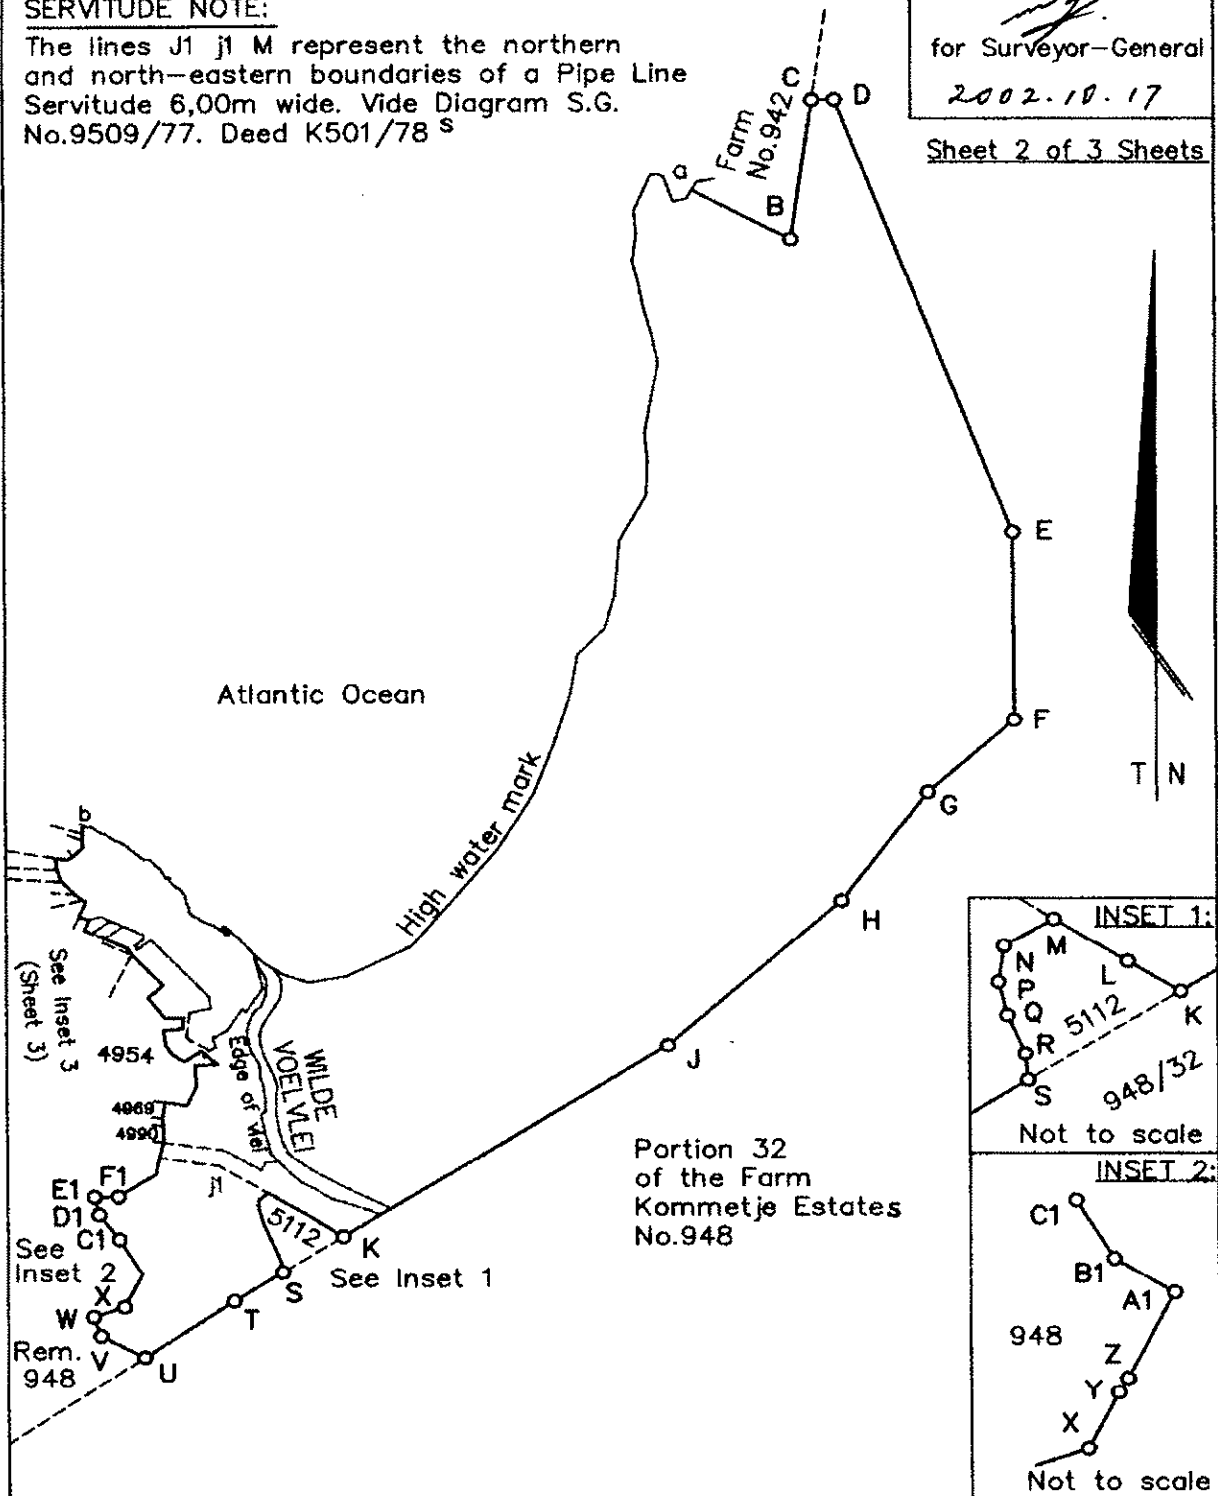 SERVITUDE NOTE:
The lines J1 j1 M represent the northern
and north-eastern boundaries of a Pipe Line
Servitude 6,00m wide. Vide Diagram S.G.
No.9509/77. Deed K501/78 S
for Surveyor-General
2002.10.17
Sheet 2 of 3 Sheets
C
D
Farm
No.942
a
B
E
F
T N
Atlantic Ocean
High water mark
G
H
J
b
See Inset 3
(Sheet 3)
4954
4969
4990
Edge of vlei
WILDE
VOELVLEI
j1
5112
K
S
See Inset 1
T
U
V
W
X
E1
F1
D1
C1
See
Inset 2
Rem.
948
Portion 32
of the Farm
Kommetje Estates
No.948
INSET 1:
M
N
L
P
Q
K
5112
R
S
948/32
Not to scale
INSET 2:
C1
B1
A1
948
Z
Y
X
Not to scale